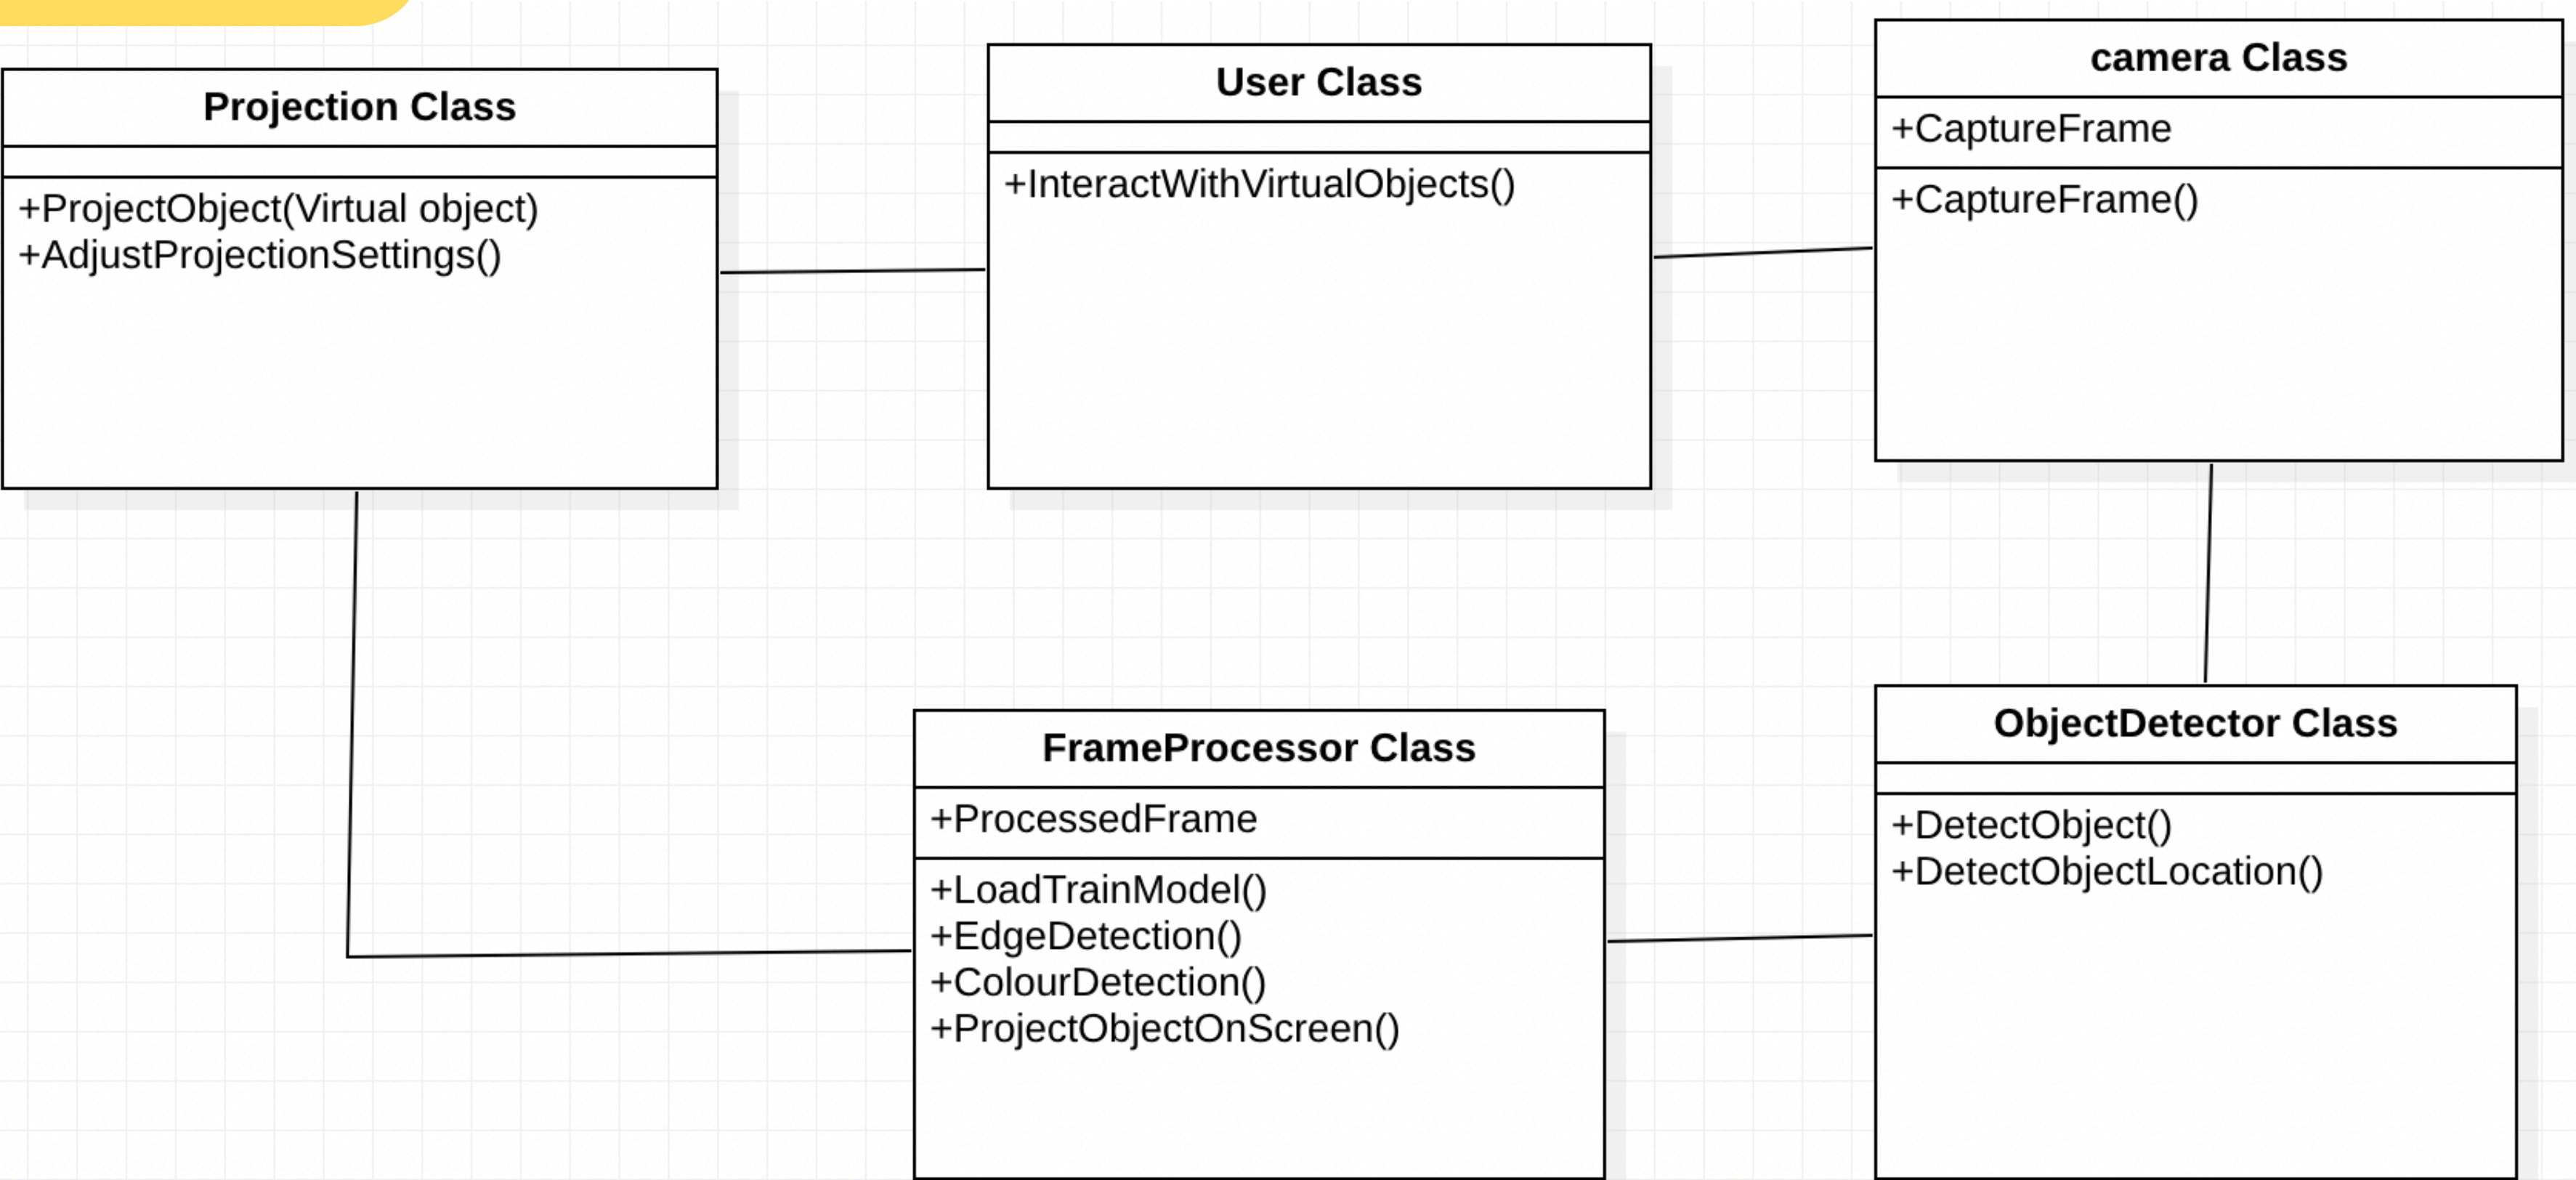 Projection Class
+ProjectObject(Virtual object)
+AdjustProjectionSettings()
User Class
+InteractWithVirtualObjects()
camera Class
+CaptureFrame
+CaptureFrame()
FrameProcessor Class
+ProcessedFrame
+LoadTrainModel()
+EdgeDetection()
+ColourDetection()
+ProjectObjectOnScreen()
ObjectDetector Class
+DetectObject()
+DetectObjectLocation()